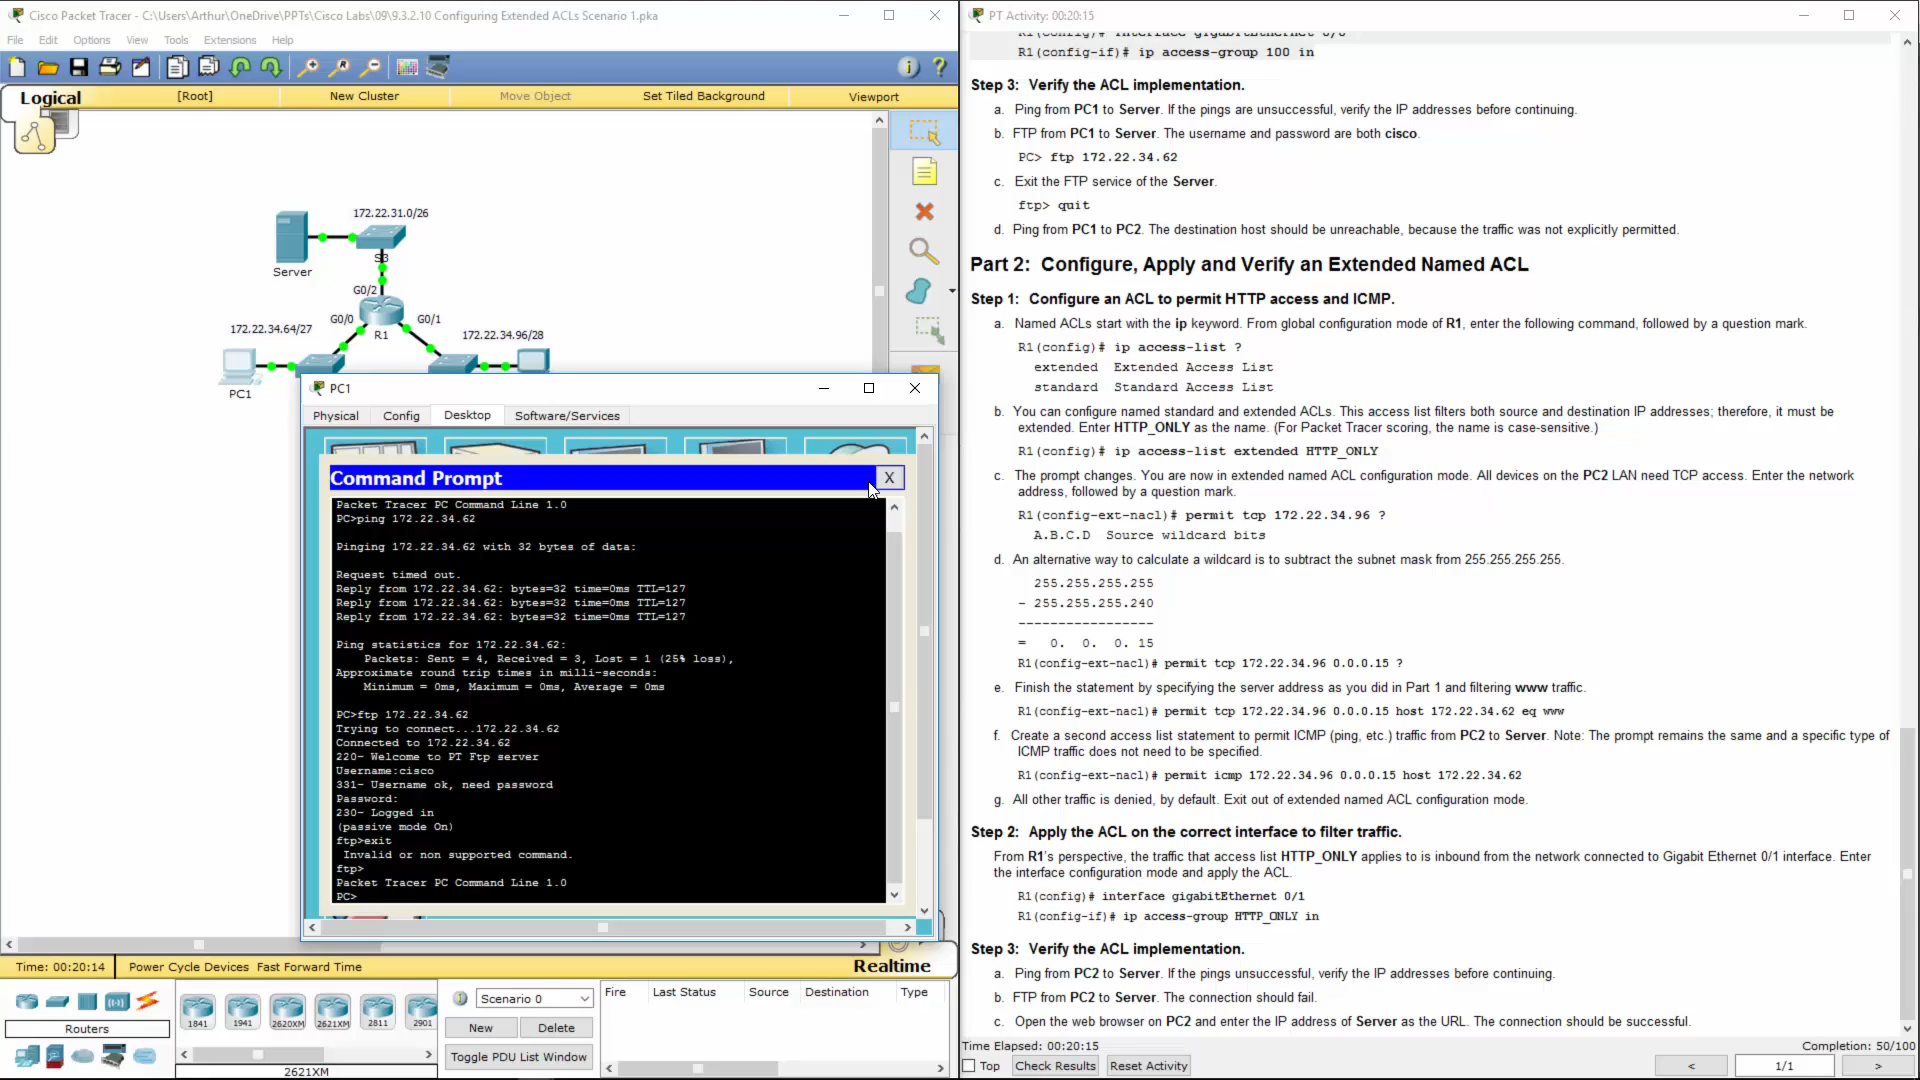 Cisco Packet Tracer - C:\Users\Arthur\OneDrive\PPTs\Cisco Labs\09\9.3.2.10 Configuring Extended ACLs Scenario 1.pka
File Edit Options View Tools Extensions Help
Logical [Root] New Cluster Move Object Set Tiled Background Viewport
172.22.31.0/26
Server
S3
G0/2
G0/0 G0/1
172.22.34.64/27 R1 172.22.34.96/28
PC1
PC1
Physical Config Desktop Software/Services
Command Prompt X
Packet Tracer PC Command Line 1.0
PC>ping 172.22.34.62
Pinging 172.22.34.62 with 32 bytes of data:
Request timed out.
Reply from 172.22.34.62: bytes=32 time=0ms TTL=127
Reply from 172.22.34.62: bytes=32 time=0ms TTL=127
Reply from 172.22.34.62: bytes=32 time=0ms TTL=127
Ping statistics for 172.22.34.62:
Packets: Sent = 4, Received = 3, Lost = 1 (25% loss),
Approximate round trip times in milli-seconds:
Minimum = 0ms, Maximum = 0ms, Average = 0ms
PC>ftp 172.22.34.62
Trying to connect...172.22.34.62
Connected to 172.22.34.62
220- Welcome to PT Ftp server
Username:cisco
331- Username ok, need password
Password:
230- Logged in
(passive mode On)
ftp>exit
Invalid or non supported command.
ftp>
Packet Tracer PC Command Line 1.0
PC>
Time: 00:20:14 Power Cycle Devices Fast Forward Time Realtime
Routers
1841 1941 2620XM 2621XM 2811 2901
2621XM
Scenario 0
New Delete
Toggle PDU List Window
Fire Last Status Source Destination Type
PT Activity: 00:20:15
R1(config)# interface gigabitEthernet 0/0
R1(config-if)# ip access-group 100 in
Step 3: Verify the ACL implementation.
a. Ping from PC1 to Server. If the pings are unsuccessful, verify the IP addresses before continuing.
b. FTP from PC1 to Server. The username and password are both cisco.
PC> ftp 172.22.34.62
c. Exit the FTP service of the Server.
ftp> quit
d. Ping from PC1 to PC2. The destination host should be unreachable, because the traffic was not explicitly permitted.
Part 2: Configure, Apply and Verify an Extended Named ACL
Step 1: Configure an ACL to permit HTTP access and ICMP.
a. Named ACLs start with the ip keyword. From global configuration mode of R1, enter the following command, followed by a question mark.
R1(config)# ip access-list ?
extended Extended Access List
standard Standard Access List
b. You can configure named standard and extended ACLs. This access list filters both source and destination IP addresses; therefore, it must be
extended. Enter HTTP_ONLY as the name. (For Packet Tracer scoring, the name is case-sensitive.)
R1(config)# ip access-list extended HTTP_ONLY
c. The prompt changes. You are now in extended named ACL configuration mode. All devices on the PC2 LAN need TCP access. Enter the network
address, followed by a question mark.
R1(config-ext-nacl)# permit tcp 172.22.34.96 ?
A.B.C.D Source wildcard bits
d. An alternative way to calculate a wildcard is to subtract the subnet mask from 255.255.255.255.
255.255.255.255
- 255.255.255.240
-----------------
= 0. 0. 0. 15
R1(config-ext-nacl)# permit tcp 172.22.34.96 0.0.0.15 ?
e. Finish the statement by specifying the server address as you did in Part 1 and filtering www traffic.
R1(config-ext-nacl)# permit tcp 172.22.34.96 0.0.0.15 host 172.22.34.62 eq www
f. Create a second access list statement to permit ICMP (ping, etc.) traffic from PC2 to Server. Note: The prompt remains the same and a specific type of
ICMP traffic does not need to be specified.
R1(config-ext-nacl)# permit icmp 172.22.34.96 0.0.0.15 host 172.22.34.62
g. All other traffic is denied, by default. Exit out of extended named ACL configuration mode.
Step 2: Apply the ACL on the correct interface to filter traffic.
From R1's perspective, the traffic that access list HTTP_ONLY applies to is inbound from the network connected to Gigabit Ethernet 0/1 interface. Enter
the interface configuration mode and apply the ACL.
R1(config)# interface gigabitEthernet 0/1
R1(config-if)# ip access-group HTTP_ONLY in
Step 3: Verify the ACL implementation.
a. Ping from PC2 to Server. If the pings unsuccessful, verify the IP addresses before continuing.
b. FTP from PC2 to Server. The connection should fail.
c. Open the web browser on PC2 and enter the IP address of Server as the URL. The connection should be successful.
Time Elapsed: 00:20:15 Completion: 50/100
Top Check Results Reset Activity < 1/1 >